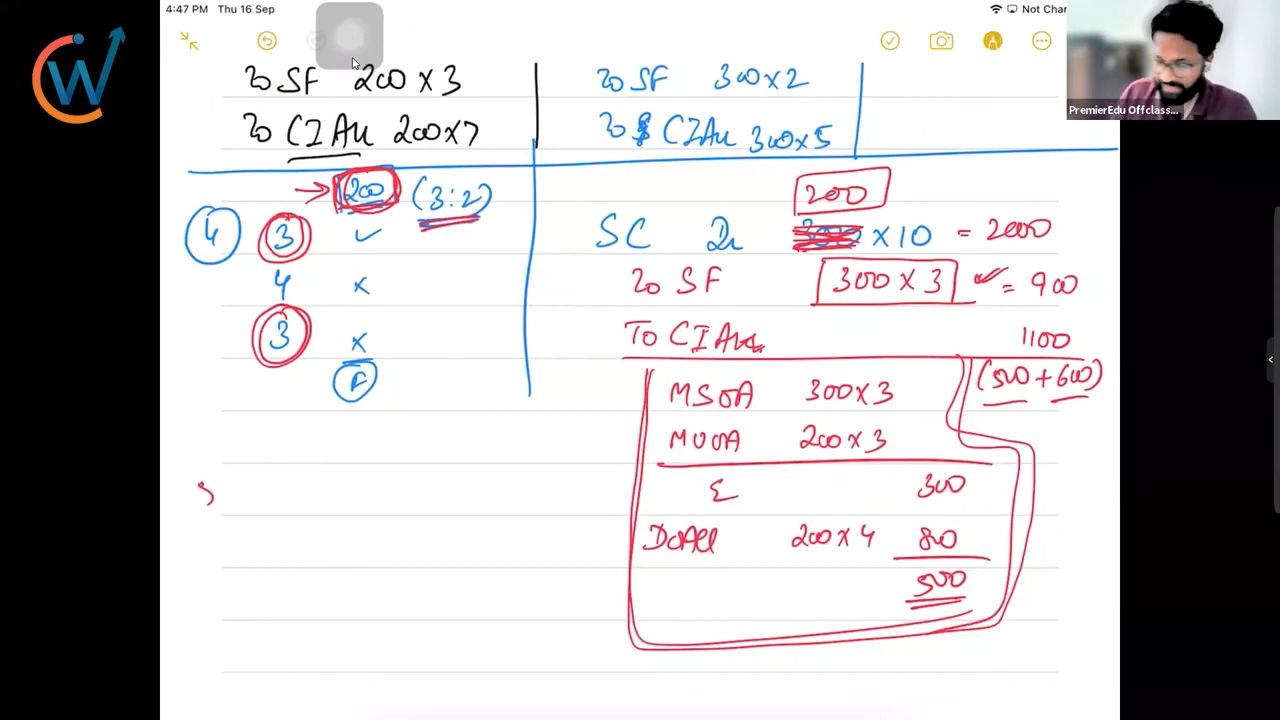 4:47 PM Thu 16 Sep
Not Char
W
PremierEdu Offclass...
To SF 200 x 3
To CIAu 200 x 7
To SF 300 x 2
To CIAu 300 x 5
200 (3:2)
4 3 ✓
4 x
3 x
F
200
SC Dr x 10 = 2000
To SF 300 x 3 ✓ = 900
To CIAu 1100
(500 + 600)
MSOA 300 x 3
MUOA 200 x 3
Σ 300
200 x 4 800
500